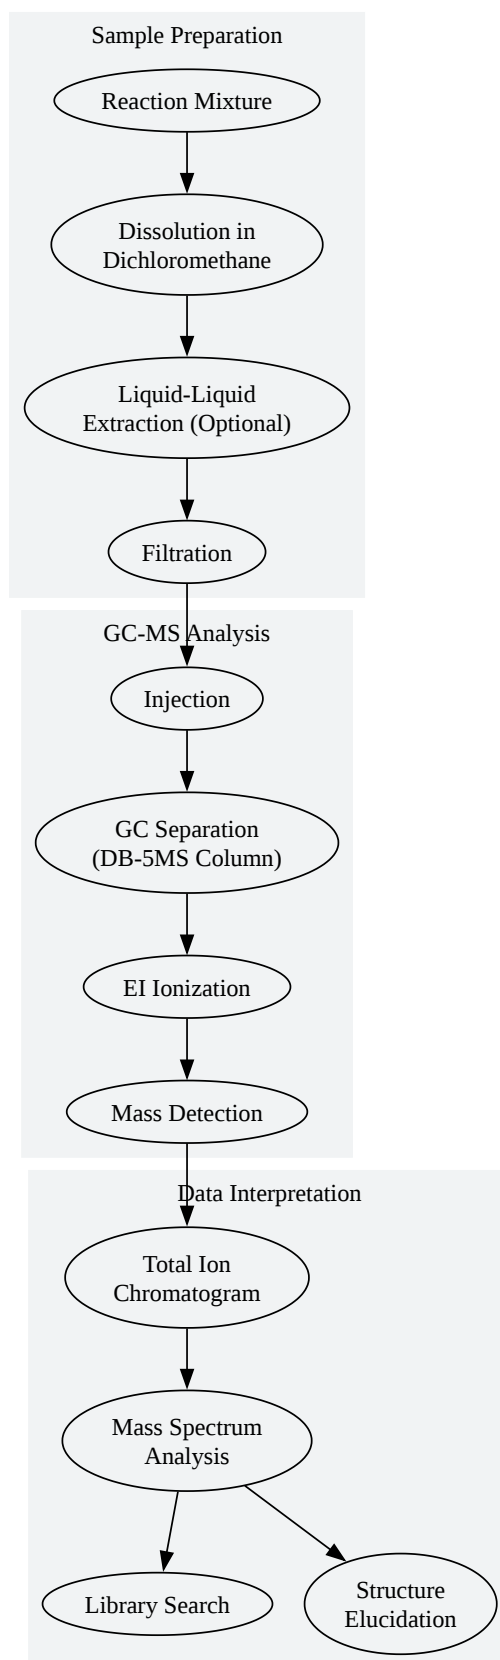 Sample Preparation
Reaction Mixture
Dissolution in
Dichloromethane
Liquid-Liquid
Extraction (Optional)
Filtration
GC-MS Analysis
Injection
GC Separation
(DB-5MS Column)
EI Ionization
Mass Detection
Data Interpretation
Total Ion
Chromatogram
Mass Spectrum
Analysis
Library Search
Structure
Elucidation